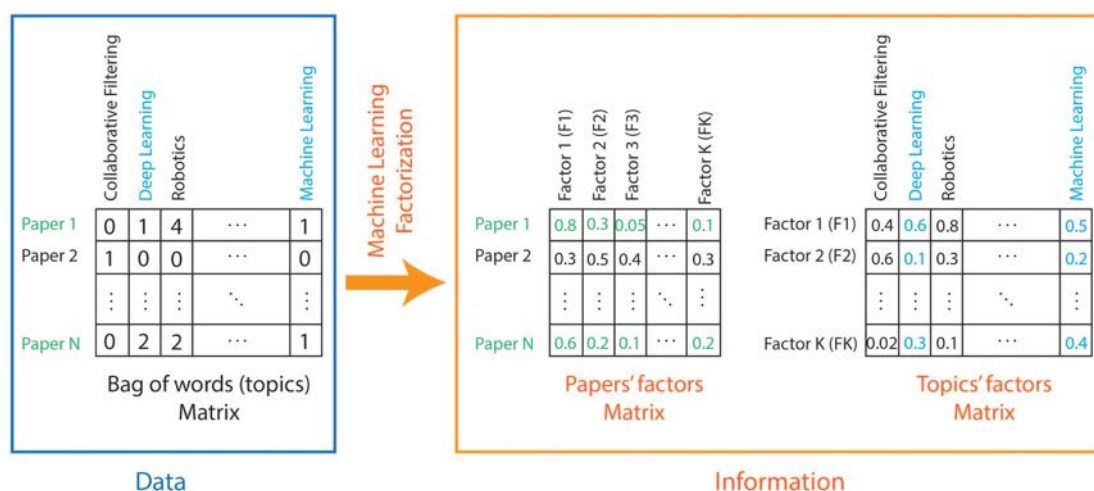 Collaborative Filtering
Deep Learning
Robotics
Machine Learning
Paper 1 0 1 4 ... 1
Paper 2 1 0 0 ... 0
⋮ ⋮ ⋮ ⋱ ⋮
Paper N 0 2 2 ... 1
Bag of words (topics)
Matrix
Data
Machine Learning
Factorization
Factor 1 (F1)
Factor 2 (F2)
Factor 3 (F3)
Factor K (FK)
Paper 1 0.8 0.3 0.05 ... 0.1
Paper 2 0.3 0.5 0.4 ... 0.3
⋮ ⋮ ⋮ ⋱ ⋮
Paper N 0.6 0.2 0.1 ... 0.2
Papers' factors
Matrix
Collaborative Filtering
Deep Learning
Robotics
Machine Learning
Factor 1 (F1) 0.4 0.6 0.8 ... 0.5
Factor 2 (F2) 0.6 0.1 0.3 ... 0.2
⋮ ⋮ ⋮ ⋱ ⋮
Factor K (FK) 0.02 0.3 0.1 ... 0.4
Topics' factors
Matrix
Information